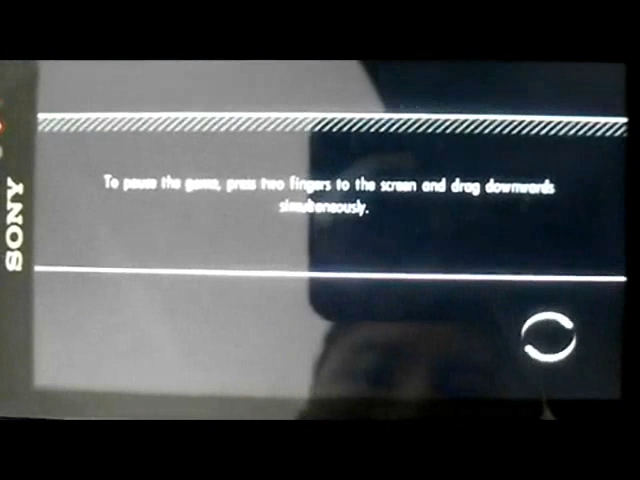 SONY
To pause the game, press two fingers to the screen and drag downwards
simultaneously.